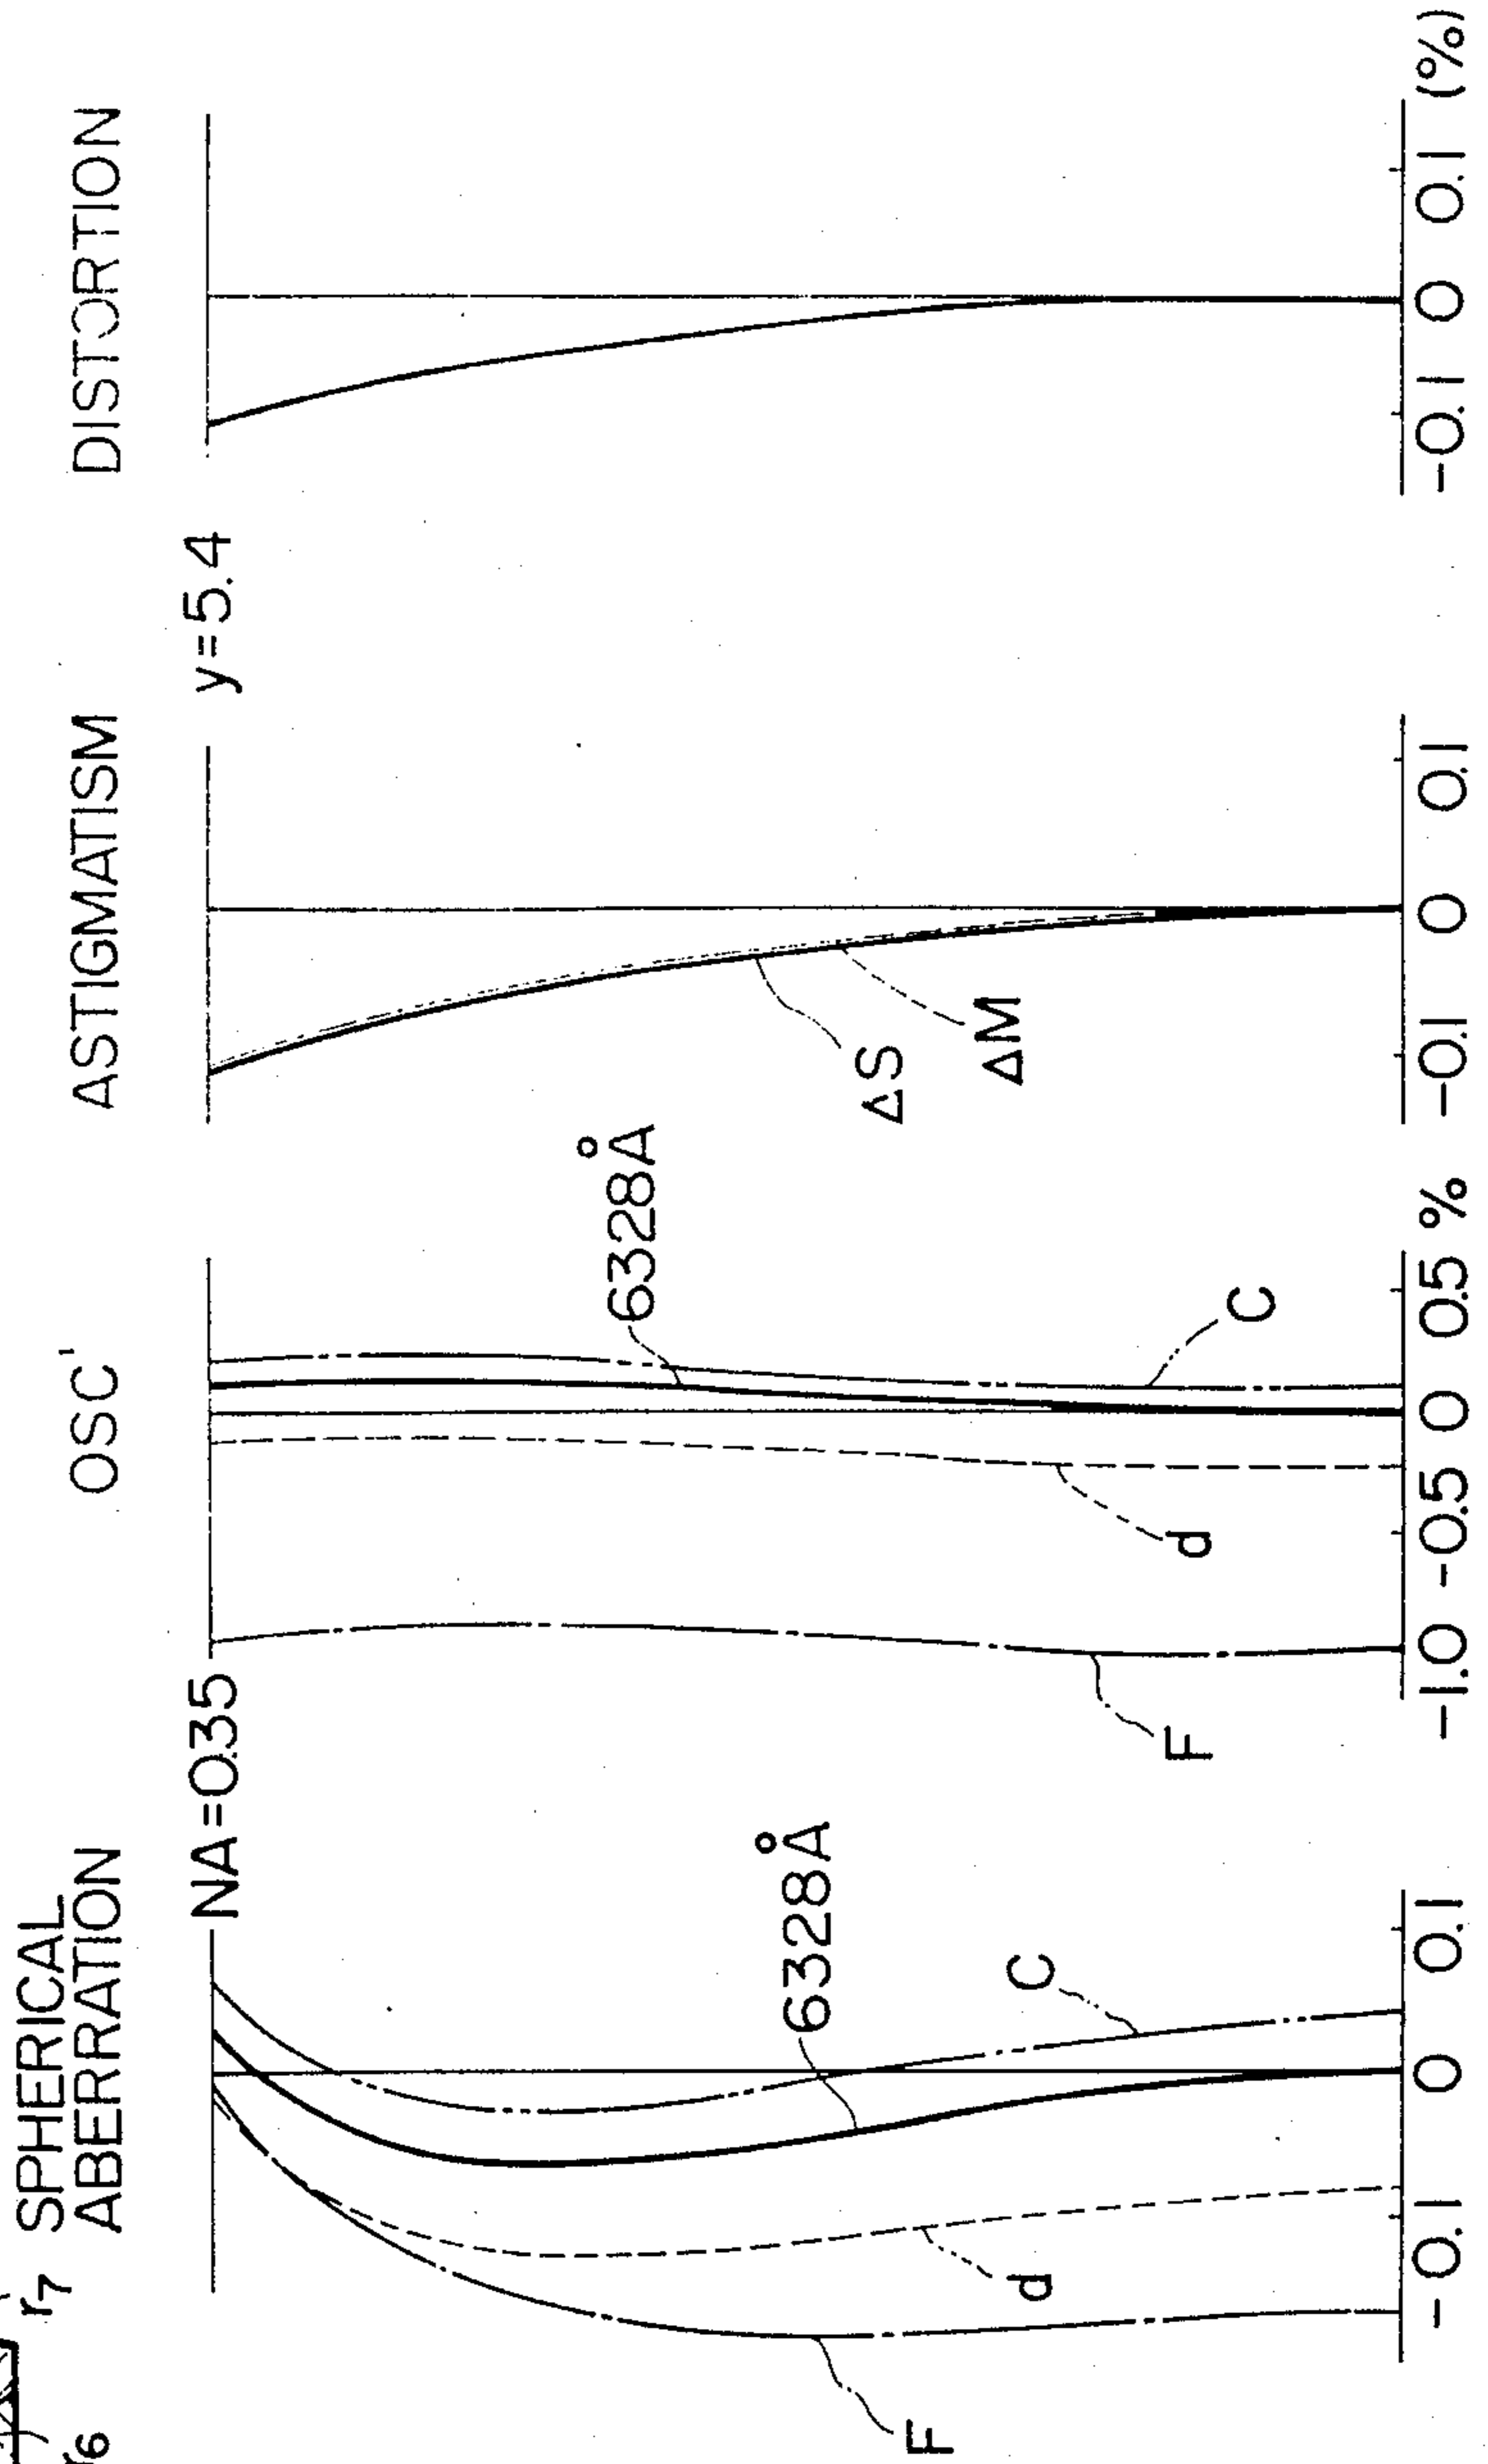 r6
r7
SPHERICAL
ABERRATION
NA=0.35
F
d
6328Å
C
-0.1 0 0.1
OSC'
F
d
6328Å
C
-1.0 -0.5 0 0.5 %
ASTIGMATISM
y=5.4
ΔS
ΔM
-0.1 0 0.1
DISTORTION
-0.1 0 0.1 (%)